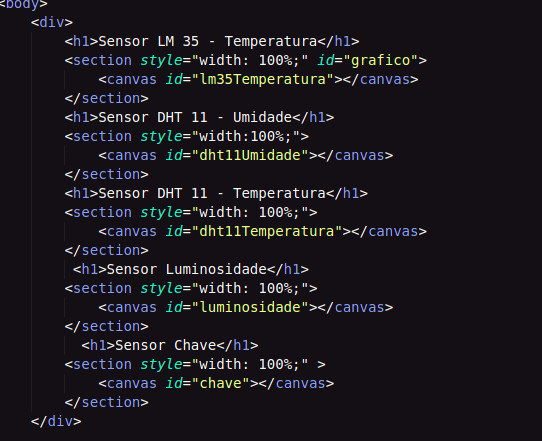 <body>
<div>
<h1>Sensor LM 35 - Temperatura</h1>
<section style="width: 100%;" id="grafico">
<canvas id="lm35Temperatura"></canvas>
</section>
<h1>Sensor DHT 11 - Umidade</h1>
<section style="width:100%;">
<canvas id="dht11Umidade"></canvas>
</section>
<h1>Sensor DHT 11 - Temperatura</h1>
<section style="width: 100%;">
<canvas id="dht11Temperatura"></canvas>
</section>
<h1>Sensor Luminosidade</h1>
<section style="width: 100%;">
<canvas id="luminosidade"></canvas>
</section>
<h1>Sensor Chave</h1>
<section style="width: 100%;" >
<canvas id="chave"></canvas>
</section>
</div>